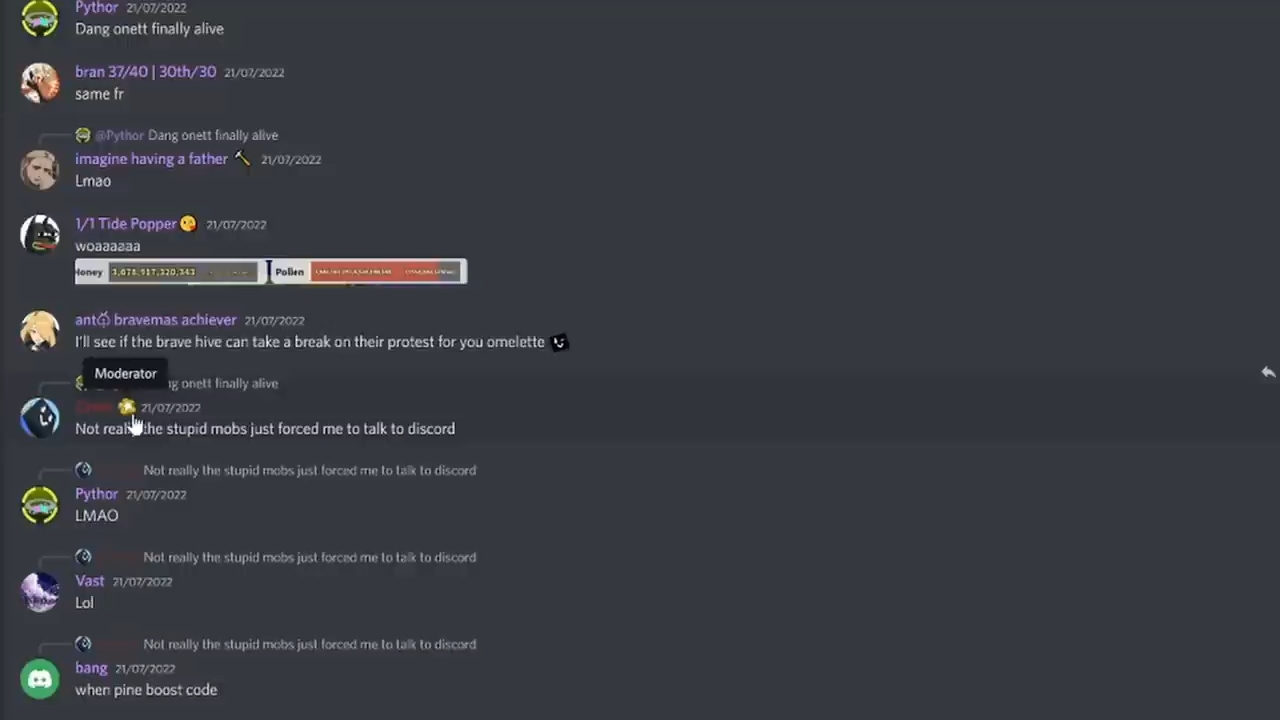 Pythor 21/07/2022
Dang onett finally alive
bran 37/40 | 30th/30 21/07/2022
same fr
@Pythor Dang onett finally alive
imagine having a father 🔨 21/07/2022
Lmao
1/1 Tide Popper 😘 21/07/2022
woaaaaaa
Honey 3,678,917,320,343 Pollen
ant bravemas achiever 21/07/2022
I'll see if the brave hive can take a break on their protest for you omelette
Moderator
ng onett finally alive
21/07/2022
Not really the stupid mobs just forced me to talk to discord
Not really the stupid mobs just forced me to talk to discord
Pythor 21/07/2022
LMAO
Not really the stupid mobs just forced me to talk to discord
Vast 21/07/2022
Lol
Not really the stupid mobs just forced me to talk to discord
bang 21/07/2022
when pine boost code